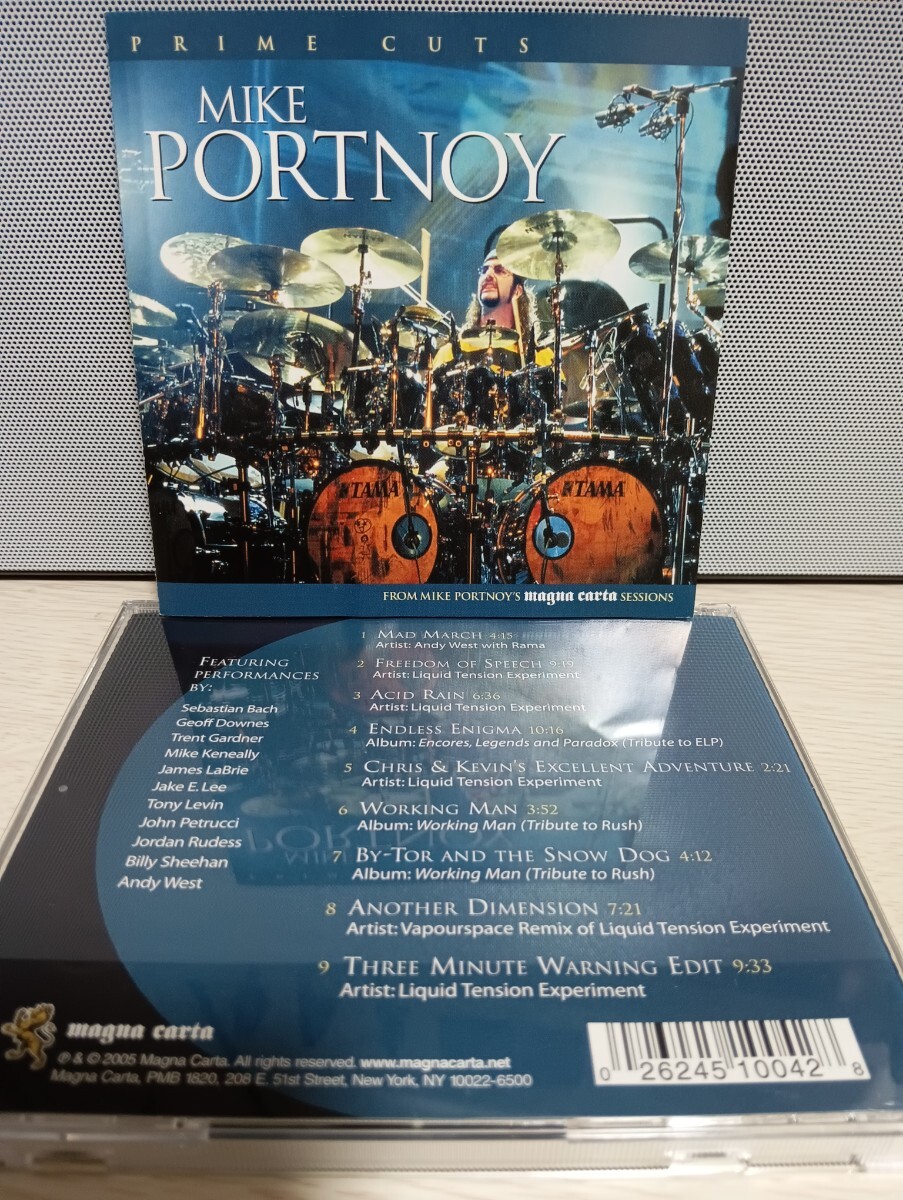 PRIME CUTS
MIKE
PORTNOY
TAMA
TAMA
FROM MIKE PORTNOY'S magna carta SESSIONS
FEATURING
PERFORMANCES
BY:
Sebastian Bach
Geoff Downes
Trent Gardner
Mike Keneally
James LaBrie
Jake E. Lee
Tony Levin
John Petrucci
Jordan Rudess
Billy Sheehan
Andy West
1 MAD MARCH 4:15
Artist: Andy West with Rama
2 FREEDOM OF SPEECH 9:19
Artist: Liquid Tension Experiment
3 ACID RAIN 6:36
Artist: Liquid Tension Experiment
4 ENDLESS ENIGMA 10:16
Album: Encores, Legends and Paradox (Tribute to ELP)
5 CHRIS & KEVIN'S EXCELLENT ADVENTURE 2:21
Artist: Liquid Tension Experiment
6 WORKING MAN 3:52
Album: Working Man (Tribute to Rush)
7 BY-TOR AND THE SNOW DOG 4:12
Album: Working Man (Tribute to Rush)
8 ANOTHER DIMENSION 7:21
Artist: Vapourspace Remix of Liquid Tension Experiment
9 THREE MINUTE WARNING EDIT 9:33
Artist: Liquid Tension Experiment
magna carta
℗ & © 2005 Magna Carta. All rights reserved. www.magnacarta.net
Magna Carta, PMB 1820, 208 E. 51st Street, New York, NY 10022-6500
0 26245 10042 8